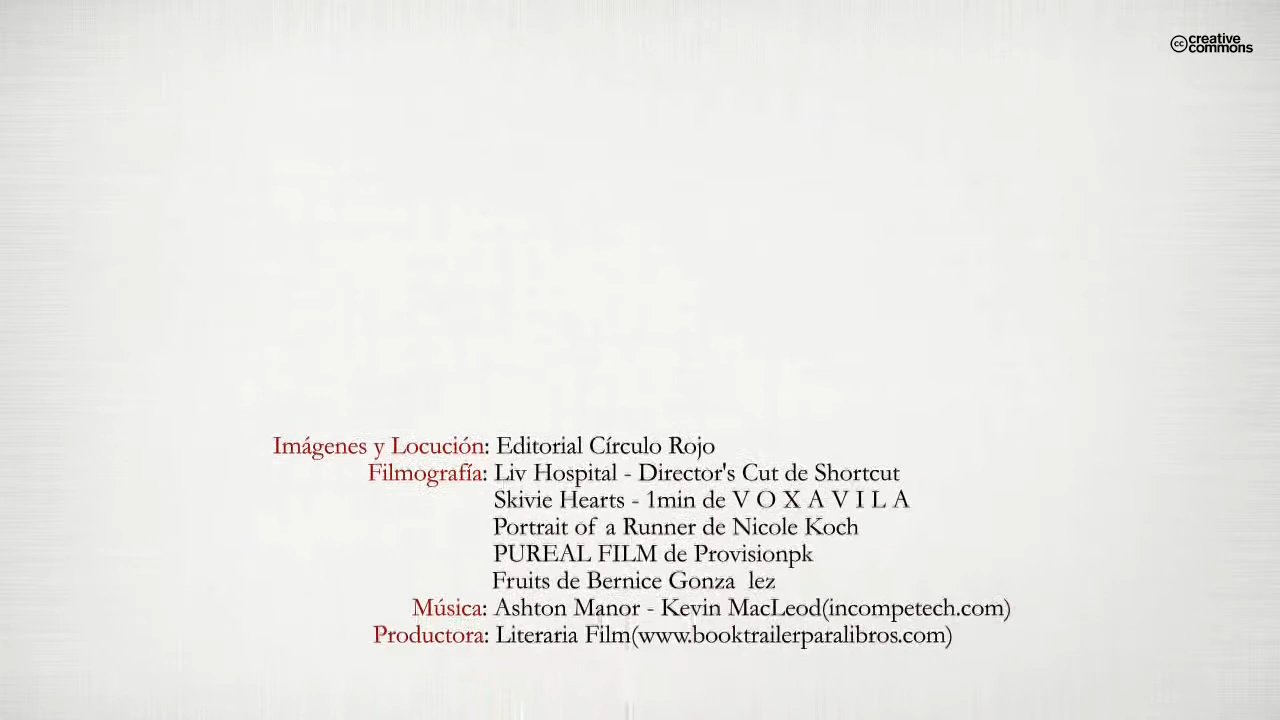 creative
commons
Imágenes y Locución: Editorial Círculo Rojo
Filmografía: Liv Hospital - Director's Cut de Shortcut
Skivie Hearts - 1min de V O X A V I L A
Portrait of a Runner de Nicole Koch
PUREAL FILM de Provisionpk
Fruits de Bernice Gonza lez
Música: Ashton Manor - Kevin MacLeod(incompetech.com)
Productora: Literaria Film(www.booktrailerparalibros.com)